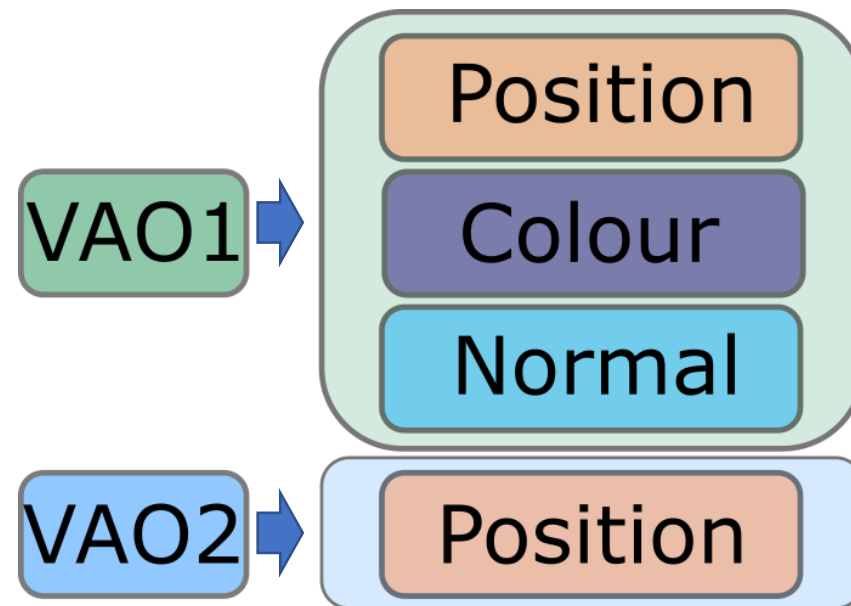 Position
VAO1
Colour
Normal
VAO2
Position